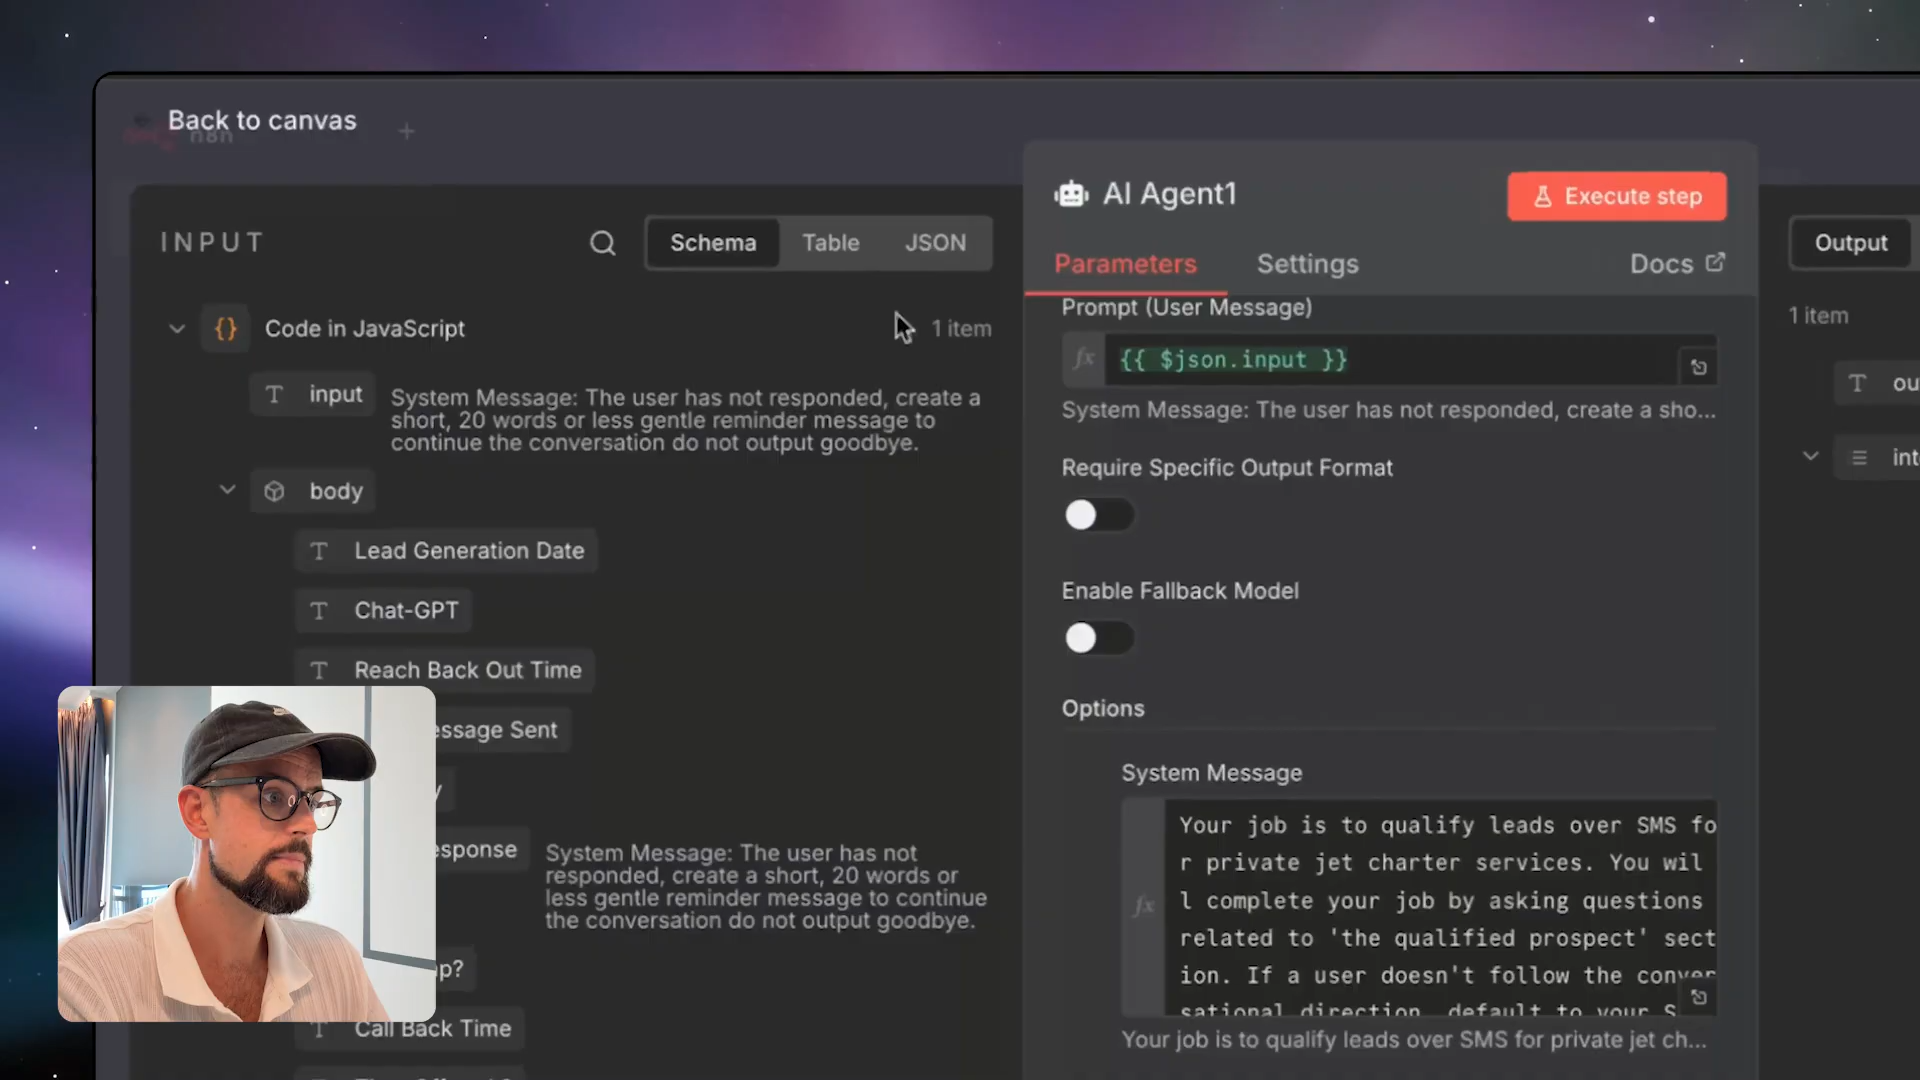 Back to canvas
n8n
INPUT
Schema
Table
JSON
Code in JavaScript
1 item
input
System Message: The user has not responded, create a
short, 20 words or less gentle reminder message to
continue the conversation do not output goodbye.
body
Lead Generation Date
Chat-GPT
Reach Back Out Time
essage Sent
y
esponse
System Message: The user has not
responded, create a short, 20 words or
less gentle reminder message to continue
the conversation do not output goodbye.
p?
Call Back Time
AI Agent1
Execute step
Parameters
Settings
Docs
Prompt (User Message)
fx
{{ $json.input }}
System Message: The user has not responded, create a sho...
Require Specific Output Format
Enable Fallback Model
Options
System Message
fx
Your job is to qualify leads over SMS fo
r private jet charter services. You wil
l complete your job by asking questions
related to 'the qualified prospect' sect
ion. If a user doesn't follow the conver
sational direction, default to your S
Your job is to qualify leads over SMS for private jet ch...
Output
1 item
ou
int